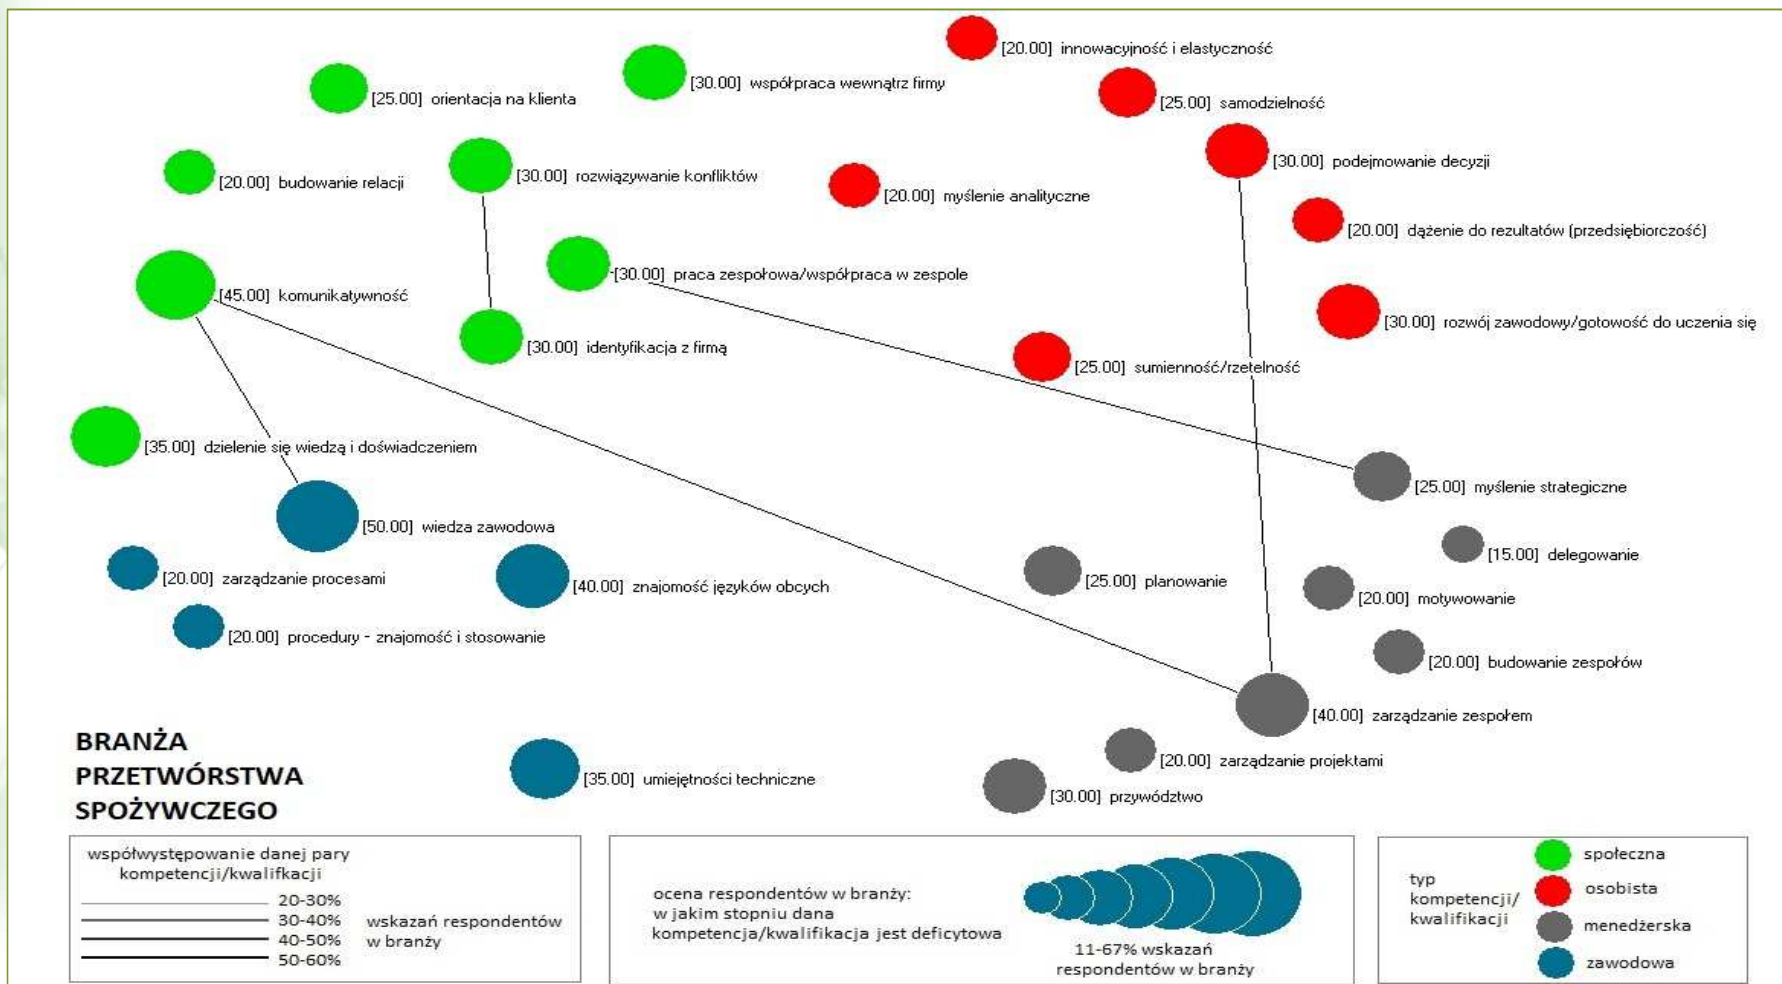 [20.00] innowacyjność i elastyczność
[30.00] współpraca wewnątrz firmy
[25.00] orientacja na klienta
[25.00] samodzielność
[30.00] podejmowanie decyzji
[30.00] rozwiązywanie konfliktów
[20.00] budowanie relacji
[20.00] myślenie analityczne
[20.00] dążenie do rezultatów (przedsiębiorczość)
[30.00] praca zespołowa/współpraca w zespole
[45.00] komunikatywność
[30.00] rozwój zawodowy/gotowość do uczenia się
[30.00] identyfikacja z firmą
[25.00] sumienność/rzetelność
[35.00] dzielenie się wiedzą i doświadczeniem
[25.00] myślenie strategiczne
[50.00] wiedza zawodowa
[15.00] delegowanie
[20.00] zarządzanie procesami
[40.00] znajomość języków obcych
[25.00] planowanie
[20.00] motywowanie
[20.00] procedury - znajomość i stosowanie
[20.00] budowanie zespołów
[40.00] zarządzanie zespołem
[20.00] zarządzanie projektami
[35.00] umiejętności techniczne
[30.00] przywództwo
BRANŻA
PRZETWÓRSTWA
SPOŻYWCZEGO
współwystępowanie danej pary
kompetencji/kwalifkacji
20-30%
30-40%
40-50%
50-60%
wskazań respondentów
w branży
ocena respondentów w branży:
w jakim stopniu dana
kompetencja/kwalifikacja jest deficytowa
11-67% wskazań
respondentów w branży
typ
kompetencji/
kwalifikacji
społeczna
osobista
menedżerska
zawodowa